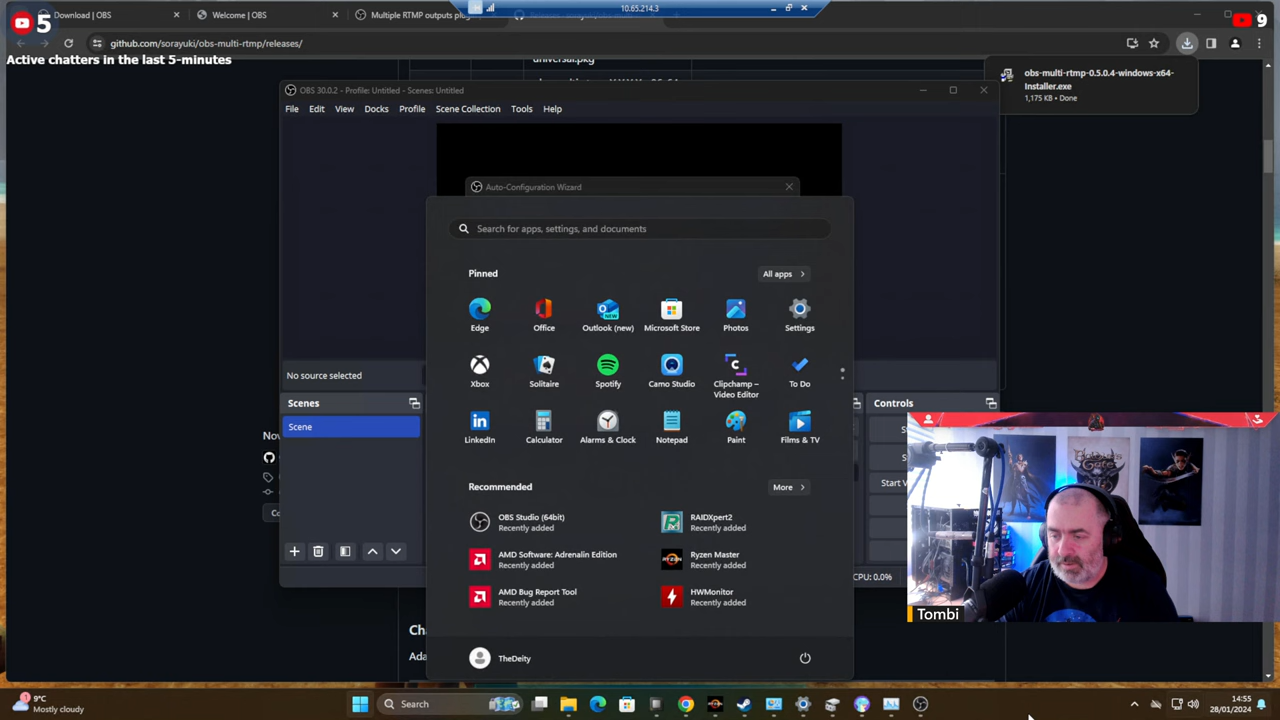 Download | OBS
Welcome | OBS
Multiple RTMP outputs plug
10.65.214.3
5
9
github.com/sorayuki/obs-multi-rtmp/releases/
Active chatters in the last 5-minutes
universal.pkg
obs-multi-rtmp-0.5.0.4-windows-x64-
Installer.exe
1,175 KB • Done
OBS 30.0.2 - Profile: Untitled - Scenes: Untitled
File Edit View Docks Profile Scene Collection Tools Help
Auto-Configuration Wizard
Search for apps, settings, and documents
Pinned
All apps
Edge
Office
Outlook (new)
Microsoft Store
Photos
Settings
Xbox
Solitaire
Spotify
Camo Studio
Clipchamp –
Video Editor
To Do
LinkedIn
Calculator
Alarms & Clock
Notepad
Paint
Films & TV
No source selected
Scenes
Scene
Controls
Start V
Nov
Co
Recommended
More
OBS Studio (64bit)
Recently added
RAIDXpert2
Recently added
AMD Software: Adrenalin Edition
Recently added
Ryzen Master
Recently added
AMD Bug Report Tool
Recently added
HWMonitor
Recently added
CPU: 0.0%
Tombi
Cha
Ada
TheDeity
9°C
Mostly cloudy
Search
14:55
28/01/2024